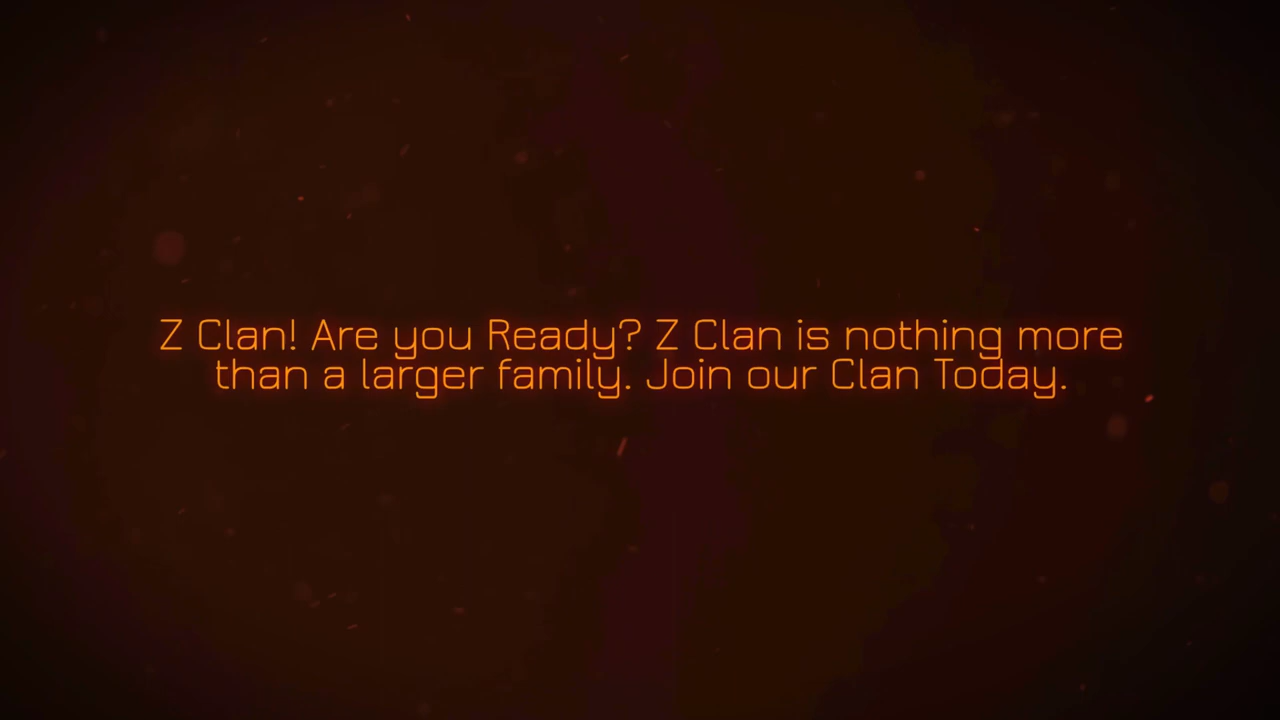 Z Clan! Are you Ready? Z Clan is nothing more
than a larger family. Join our Clan Today.